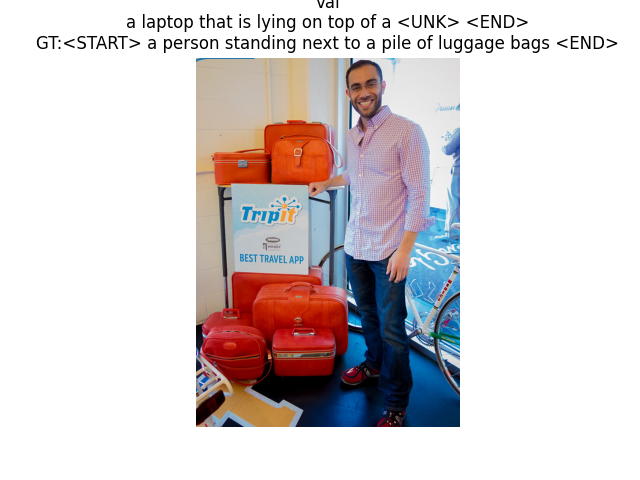 val
a laptop that is lying on top of a <UNK> <END>
GT:<START> a person standing next to a pile of luggage bags <END>
TripIt
BEST TRAVEL APP